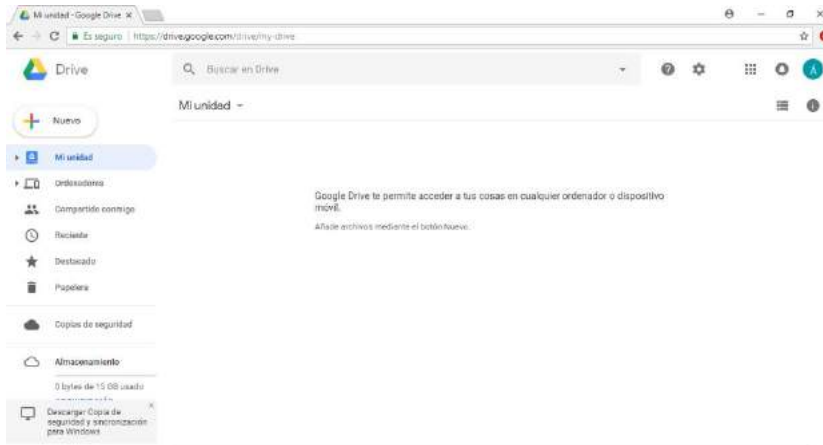 Mi unidad - Google Drive
Es seguro https://drive.google.com/drive/my-drive
Drive
Buscar en Drive
Mi unidad
Nuevo
Mi unidad
Ordenadores
Compartido conmigo
Reciente
Destacado
Papelera
Copias de seguridad
Almacenamiento
0 bytes de 15 GB usado
Descargar Copia de
seguridad y sincronización
para Windows
Google Drive te permite acceder a tus cosas en cualquier ordenador o dispositivo
móvil.
Añade archivos mediante el botón Nuevo.